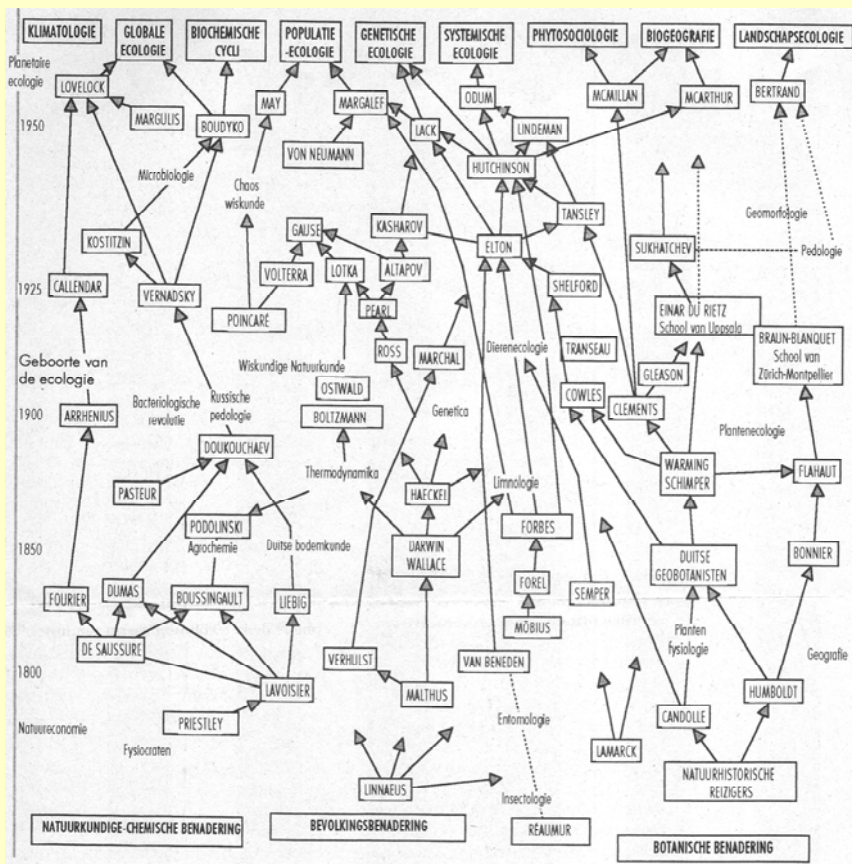 KLIMATOLOGIE
GLOBALE
ECOLOGIE
BIOCHEMISCHE
CYCLI
POPULATIE
-ECOLOGIE
GENETISCHE
ECOLOGIE
SYSTEMISCHE
ECOLOGIE
PHYTOSOCIOLOGIE
BIOGEOGRAFIE
LANDSCHAPSECOLOGIE
Planetaire
ecologie
LOVELOCK
MARGULIS
BOUDYKO
MAY
MARGALEF
LACK
ODUM
LINDEMAN
MCMILLAN
MCARTHUR
BERTRAND
1950
VON NEUMANN
HUTCHINSON
Microbiologie
Chaos
wiskunde
KASHAROV
TANSLEY
Geomorfologie
KOSTITZIN
GAUSE
ELTON
SUKHATCHEV
Pedologie
VOLTERRA
LOTKA
ALTAPOV
SHELFORD
CALLENDAR
1925
VERNADSKY
POINCARÉ
PEARL
EINAR DU RIETZ
School van Uppsala
ROSS
MARCHAL
Dierenecologie
TRANSEAU
BRAUN-BLANQUET
School van
Zürich-Montpellier
Geboorte van
de ecologie
Wiskundige Natuurkunde
GLEASON
OSTWALD
COWLES
CLEMENTS
1900
ARRHENIUS
Bacteriologische
revolutie
Russische
pedologie
BOLTZMANN
Genetica
Plantenecologie
DOUKOUCHAEV
Thermodynamika
WARMING
SCHIMPER
FLAHAUT
PASTEUR
HAECKEL
Limnologie
PODOLINSKI
FORBES
1850
Agrochemie
Duitse bodemkunde
DARWIN
WALLACE
DUITSE
GEOBOTANISTEN
BONNIER
FOURIER
DUMAS
BOUSSINGAULT
LIEBIG
FOREL
SEMPER
MÖBIUS
DE SAUSSURE
Planten
fysiologie
Geografie
1800
VERHULST
VAN BENEDEN
LAVOISIER
MALTHUS
HUMBOLDT
Natuureconomie
PRIESTLEY
Entomologie
CANDOLLE
Fysiocraten
LAMARCK
NATUURHISTORISCHE
REIZIGERS
LINNAEUS
Insectologie
NATUURKUNDIGE-CHEMISCHE BENADERING
BEVOLKINGSBENADERING
RÉAUMUR
BOTANISCHE BENADERING